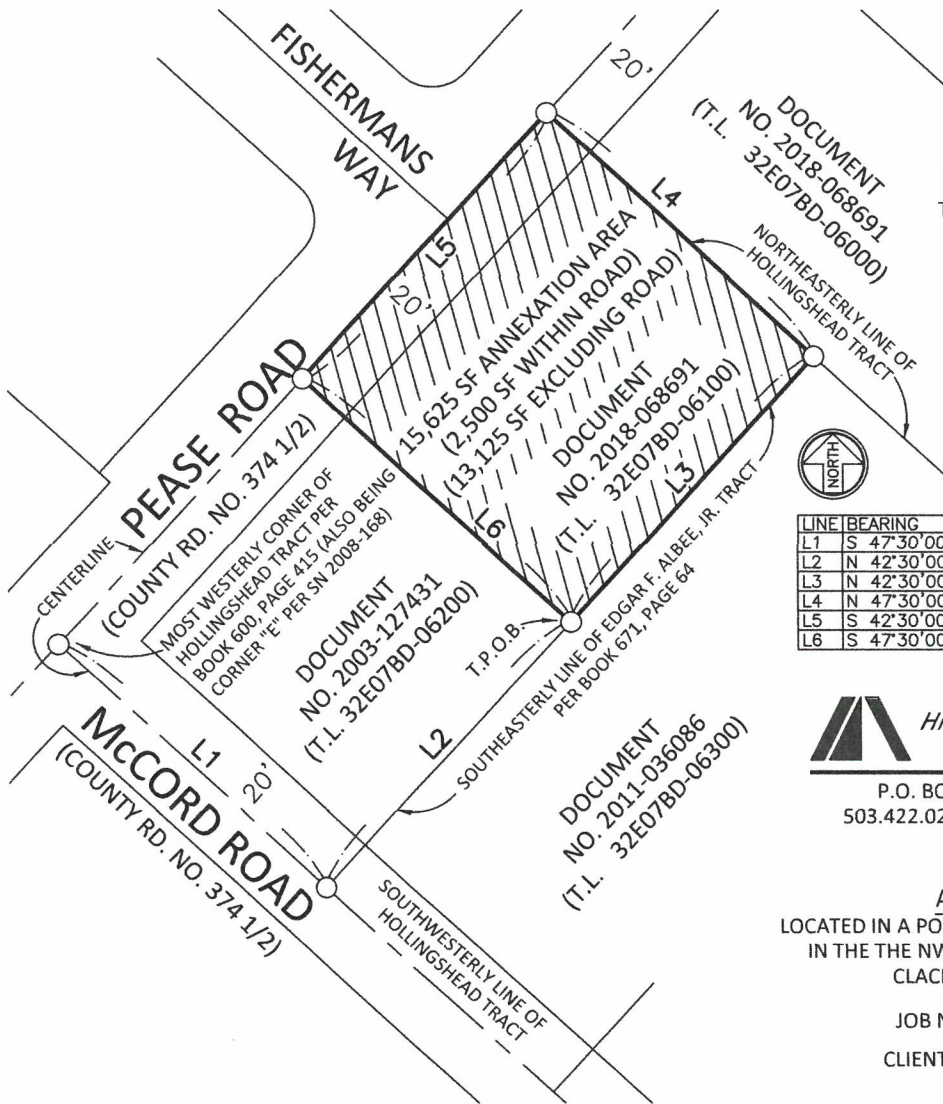 FISHERMANS
WAY
20'
DOCUMENT
NO. 2018-068691
(T.L. 32E07BD-06000)
L4
NORTHEASTERLY LINE OF
HOLLINGSHEAD TRACT
L5
20'
15,625 SF ANNEXATION AREA
(2,500 SF WITHIN ROAD)
(13,125 SF EXCLUDING ROAD)
DOCUMENT
NO. 2018-068691
(T.L. 32E07BD-06100)
L3
L6
PEASE ROAD
(COUNTY RD. NO. 374 1/2)
CENTERLINE
MOST WESTERLY CORNER OF
HOLLINGSHEAD TRACT PER
BOOK 600, PAGE 415 (ALSO BEING
CORNER "E" PER SN 2008-168)
DOCUMENT
NO. 2003-127431
(T.L. 32E07BD-06200)
T.P.O.B.
SOUTHEASTERLY LINE OF EDGAR F. ALBEE, JR. TRACT
PER BOOK 671, PAGE 64
L2
L1
20'
McCORD ROAD
(COUNTY RD. NO. 374 1/2)
SOUTHWESTERLY LINE OF
HOLLINGSHEAD TRACT
DOCUMENT
NO. 2011-036086
(T.L. 32E07BD-06300)
NORTH
LINE BEARING
L1 S 47°30'00
L2 N 42°30'00
L3 N 42°30'00
L4 N 47°30'00
L5 S 42°30'00
L6 S 47°30'00
P.O. BO
503.422.02
LOCATED IN A PO
IN THE THE NW
CLAC
JOB N
CLIENT